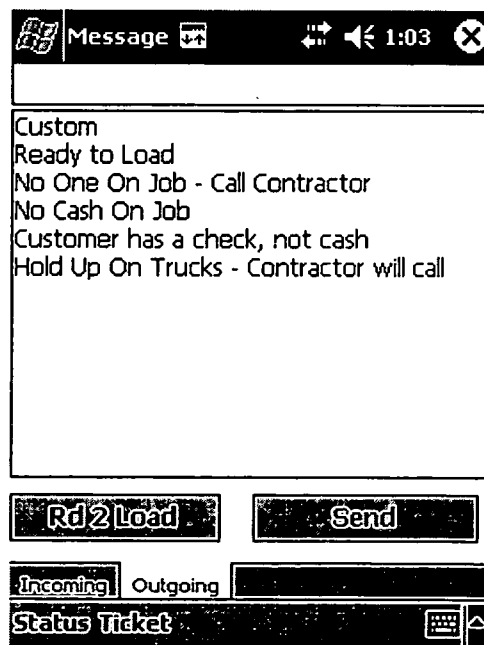 Message 1:03
Custom
Ready to Load
No One On Job - Call Contractor
No Cash On Job
Customer has a check, not cash
Hold Up On Trucks - Contractor will call
Rd 2 Load Send
Incoming Outgoing
Status Ticket